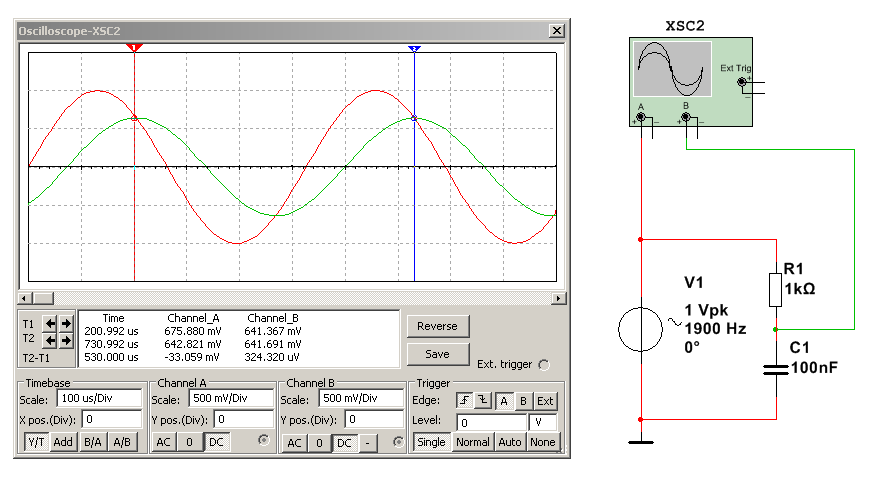 Oscilloscope-XSC2
1
2
T1
T2
T2-T1
Time Channel_A Channel_B
200.992 us 675.880 mV 641.367 mV
730.992 us 642.821 mV 641.691 mV
530.000 us -33.059 mV 324.320 uV
Reverse
Save
Ext. trigger
Timebase
Scale: 100 us/Div
X pos.(Div): 0
Y/T Add B/A A/B
Channel A
Scale: 500 mV/Div
Y pos.(Div): 0
AC 0 DC
Channel B
Scale: 500 mV/Div
Y pos.(Div): 0
AC 0 DC -
Trigger
Edge: A B Ext
Level: 0 V
Single Normal Auto None
XSC2
Ext Trig
+
_
A B
+ _ + _
V1
1 Vpk
1900 Hz
0°
R1
1kΩ
C1
100nF